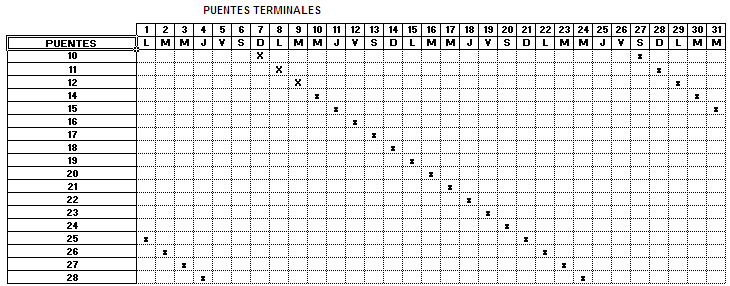 PUENTES TERMINALES
1 2 3 4 5 6 7 8 9 10 11 12 13 14 15 16 17 18 19 20 21 22 23 24 25 26 27 28 29 30 31
PUENTES L M M J V S D L M M J V S D L M M J V S D L M M J V S D L M M
10 X x
11 X x
12 X x
14 x x
15 x x
16 x
17 x
18 x
19 x
20 x
21 x
22 x
23 x
24 x
25 x x
26 x x
27 x x
28 x x